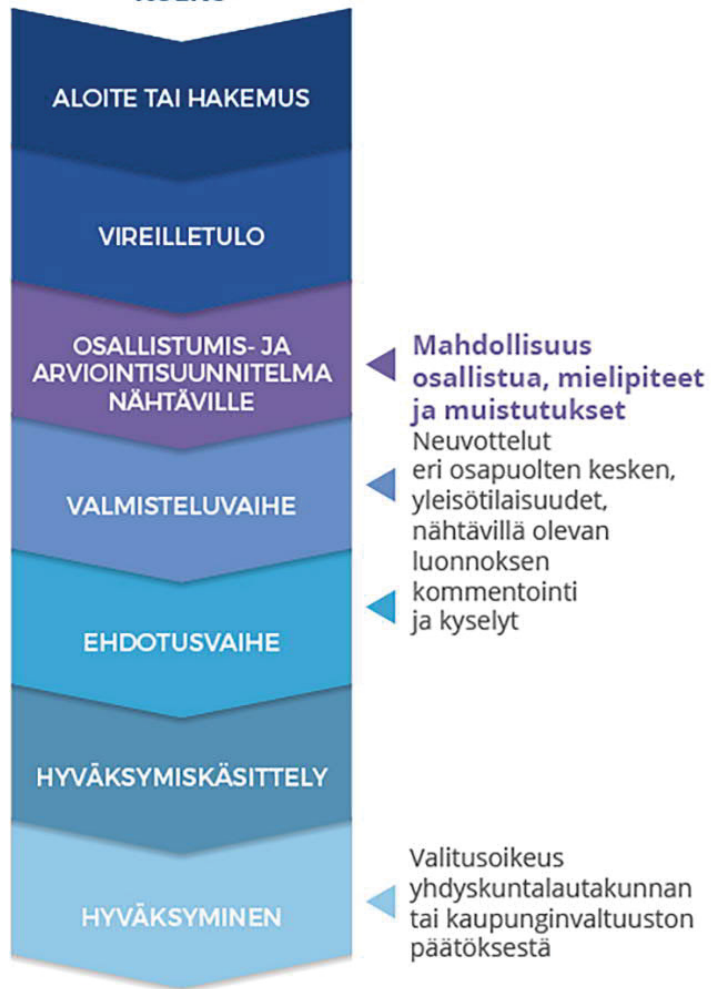 ALOITE TAI HAKEMUS
VIREILLETULO
OSALLISTUMIS- JA
ARVIOINTISUUNNITELMA
NÄHTÄVILLE
Mahdollisuus
osallistua, mielipiteet
ja muistutukset
VALMISTELUVAIHE
Neuvottelut
eri osapuolten kesken,
yleisötilaisuudet,
nähtävillä olevan
luonnoksen
kommentointi
ja kyselyt
EHDOTUSVAIHE
HYVÄKSYMISKÄSITTELY
HYVÄKSYMINEN
Valitusoikeus
yhdyskuntalautakunnan
tai kaupunginvaltuuston
päätöksestä